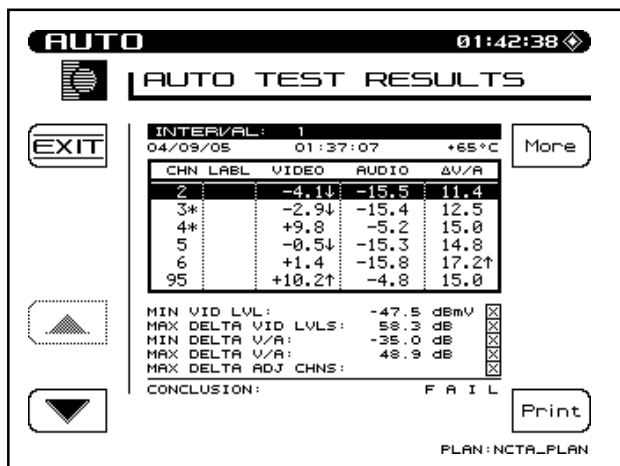 AUTO 01:42:38
AUTO TEST RESULTS
EXIT
More
INTERVAL: 1
04/09/05 01:37:07 +65°C
CHN LABL VIDEO AUDIO ΔV/A
2 -4.1↓ -15.5 11.4
3* -2.9↓ -15.4 12.5
4* +9.8 -5.2 15.0
5 -0.5↓ -15.3 14.8
6 +1.4 -15.8 17.2↑
95 +10.2↑ -4.8 15.0
MIN VID LVL: -47.5 dBmV
MAX DELTA VID LVLS: 58.3 dB
MIN DELTA V/A: -35.0 dB
MAX DELTA V/A: 48.9 dB
MAX DELTA ADJ CHNS:
CONCLUSION: F A I L
Print
PLAN:NCTA_PLAN